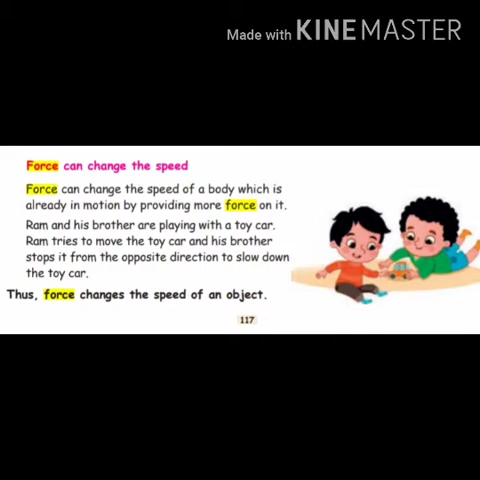 Made with KINEMASTER
Force can change the speed
Force can change the speed of a body which is
already in motion by providing more force on it.
Ram and his brother are playing with a toy car.
Ram tries to move the toy car and his brother
stops it from the opposite direction to slow down
the toy car.
Thus, force changes the speed of an object.
117